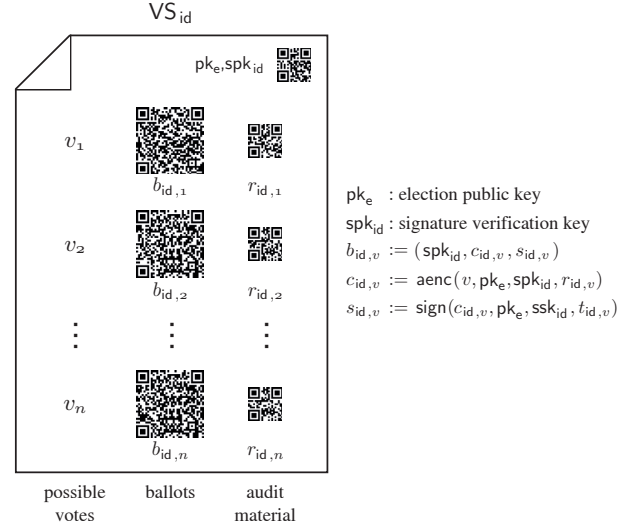 VS_id
pk_e,spk_id
v_1
b_id,1 r_id,1
v_2
b_id,2 r_id,2
⋮ ⋮ ⋮
v_n
b_id,n r_id,n
possible votes
ballots
audit material
pk_e : election public key
spk_id : signature verification key
b_id,v := (spk_id, c_id,v, s_id,v)
c_id,v := aenc(v, pk_e, spk_id, r_id,v)
s_id,v := sign(c_id,v, pk_e, ssk_id, t_id,v)